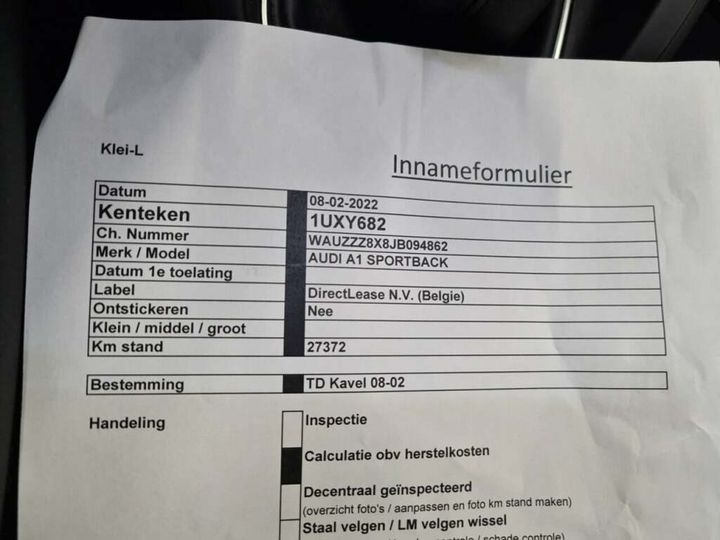 Klei-L
Innameformulier
Datum 08-02-2022
Kenteken 1UXY682
Ch. Nummer WAUZZZ8X8JB094862
Merk / Model AUDI A1 SPORTBACK
Datum 1e toelating
Label DirectLease N.V. (Belgie)
Ontstickeren Nee
Klein / middel / groot
Km stand 27372
Bestemming TD Kavel 08-02
Handeling Inspectie
Calculatie obv herstelkosten
Decentraal geïnspecteerd
(overzicht foto's / aanpassen en foto km stand maken)
Staal velgen / LM velgen wissel
/ schade controle)